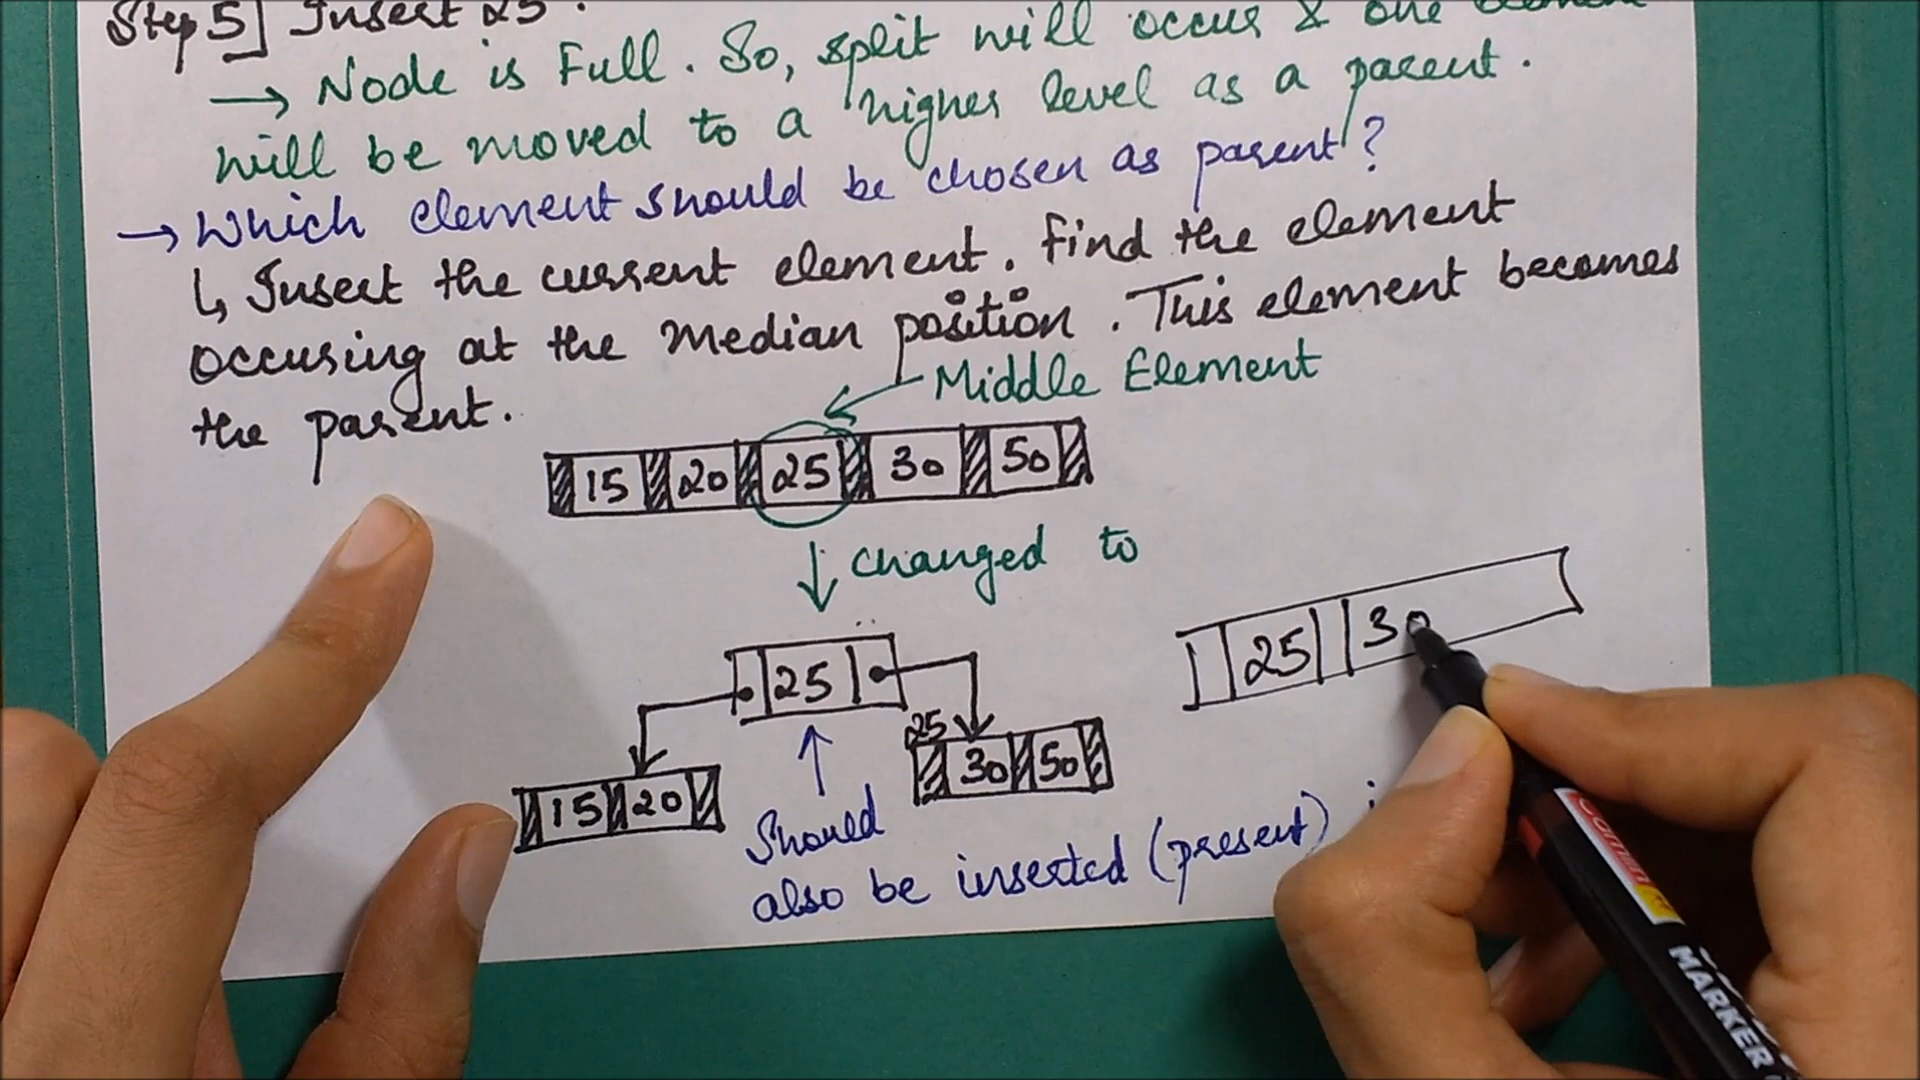 Step 5] Insert 25 :
→ Node is Full. So, split will occur & one element
will be moved to a higher level as a parent.
→ Which element should be chosen as parent?
↳ Insert the current element. Find the element
occuring at the Median position. This element becomes
the parent.
Middle Element
15 20 25 30 50
↓ changed to
25
25 30
25
15 20
30 50
Should
also be inserted (present)
Camlin
MARKER